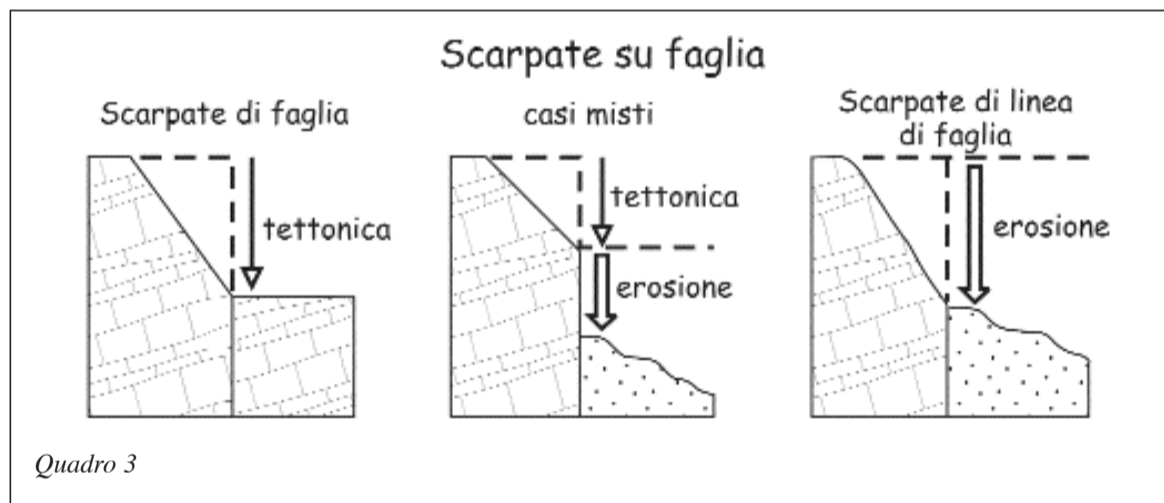 Scarpate su faglia
Scarpate di faglia
tettonica
casi misti
tettonica
erosione
Scarpate di linea
di faglia
erosione
Quadro 3